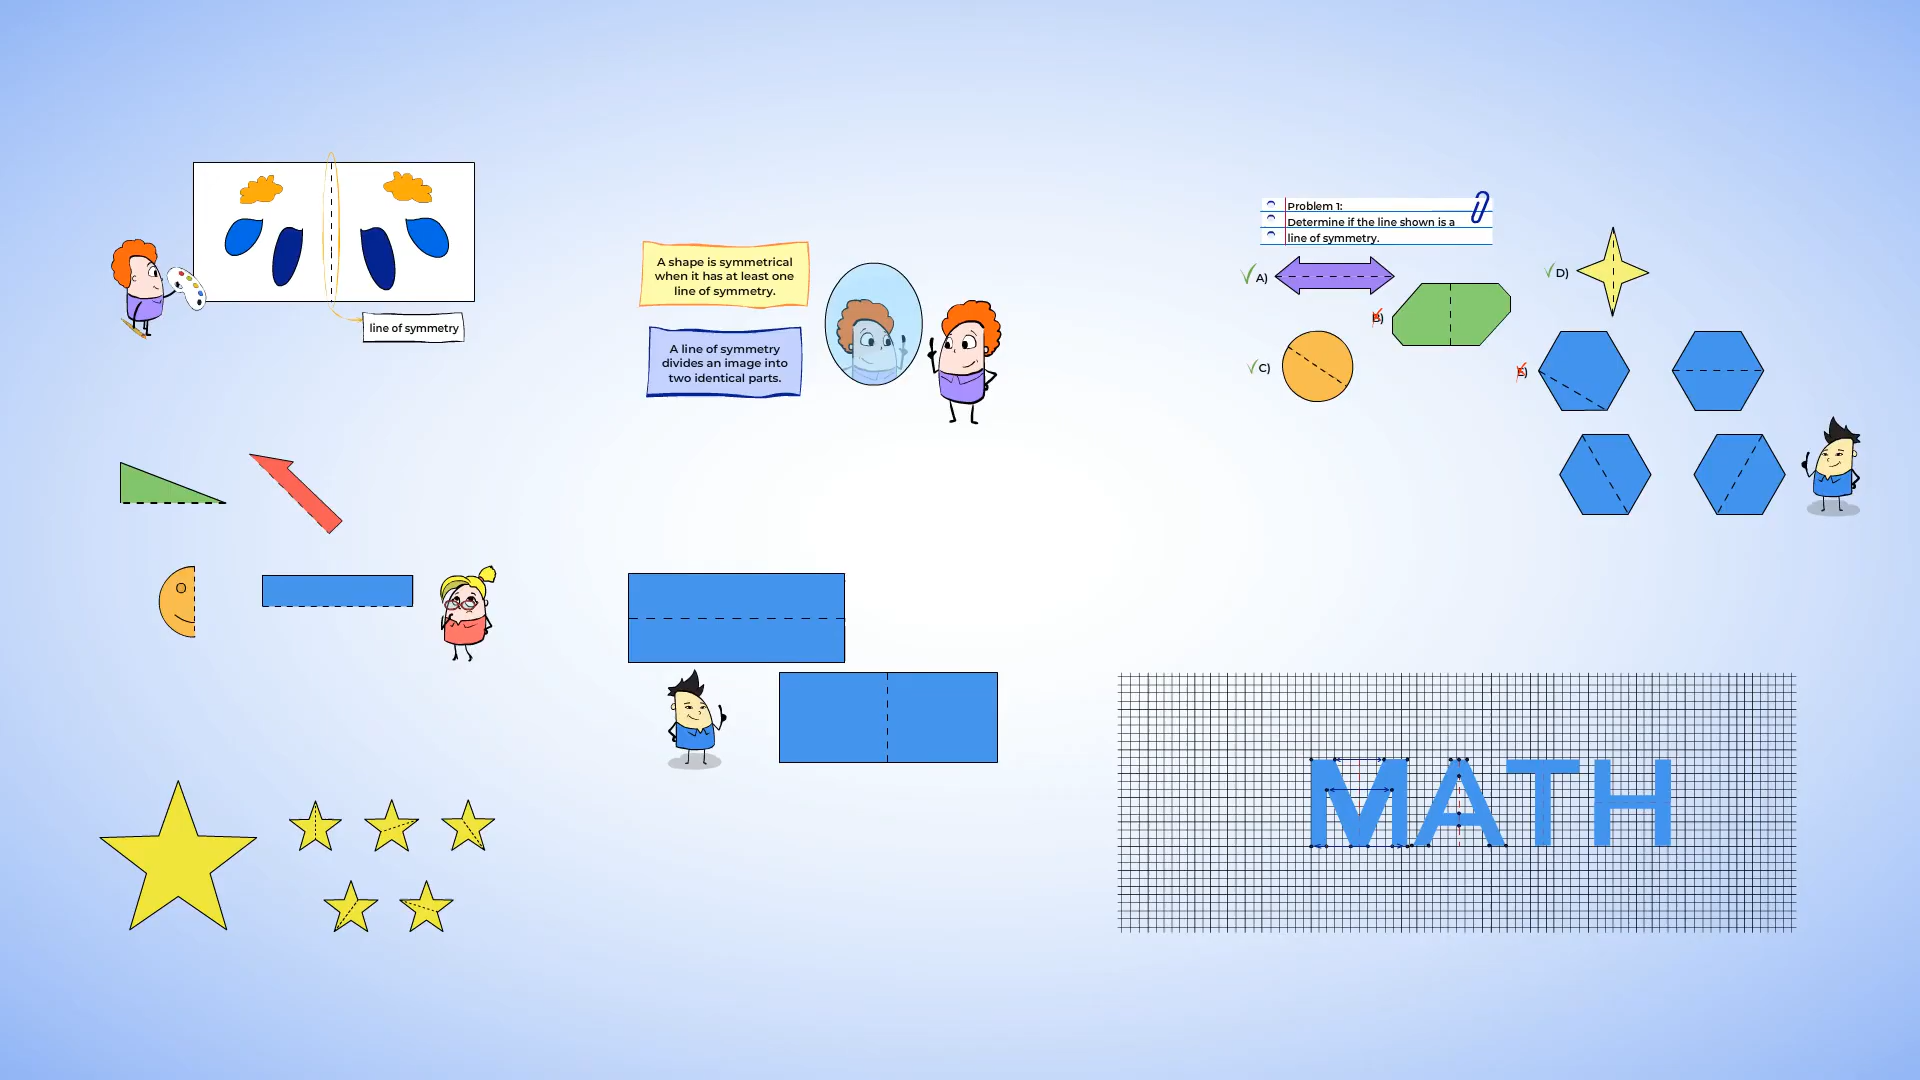 line of symmetry
A shape is symmetrical
when it has at least one
line of symmetry.
A line of symmetry
divides an image into
two identical parts.
Problem 1:
Determine if the line shown is a
line of symmetry.
A)
B)
C)
D)
E)
MATH